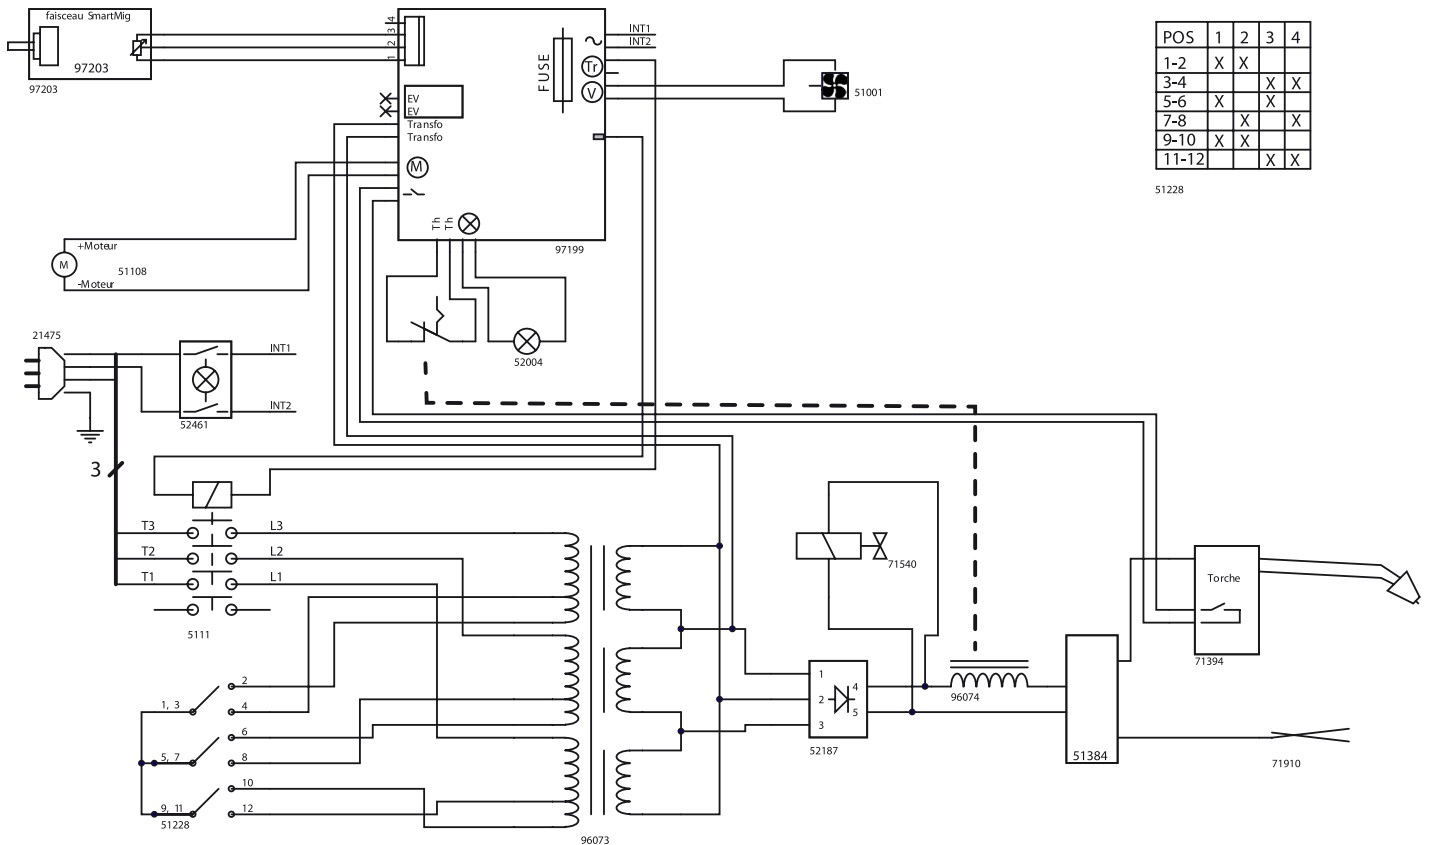 faisceau SmartMig
97203
97203
4
3
2
1
EV
EV
Transfo
Transfo
M
Th
Th
FUSE
Tr
V
97199
INT1
INT2
51001
POS 1 2 3 4
1-2 X X
3-4 X X
5-6 X X
7-8 X X
9-10 X X
11-12 X X
51228
+Moteur
M
51108
-Moteur
21475
INT1
INT2
52461
52004
3
T3
L3
T2
L2
T1
L1
5111
2
1, 3
4
6
5, 7
8
10
9, 11
12
51228
96073
71540
1
2
3
4
5
52187
96074
51384
Torche
71394
71910